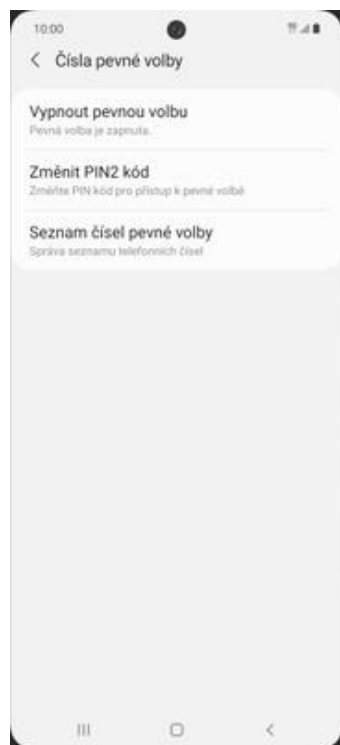 10:00
Čísla pevné volby
Vypnout pevnou volbu
Pevná volba je zapnuta.
Změnit PIN2 kód
Změňte PIN kód pro přístup k pevné volbě
Seznam čísel pevné volby
Správa seznamu telefonních čísel